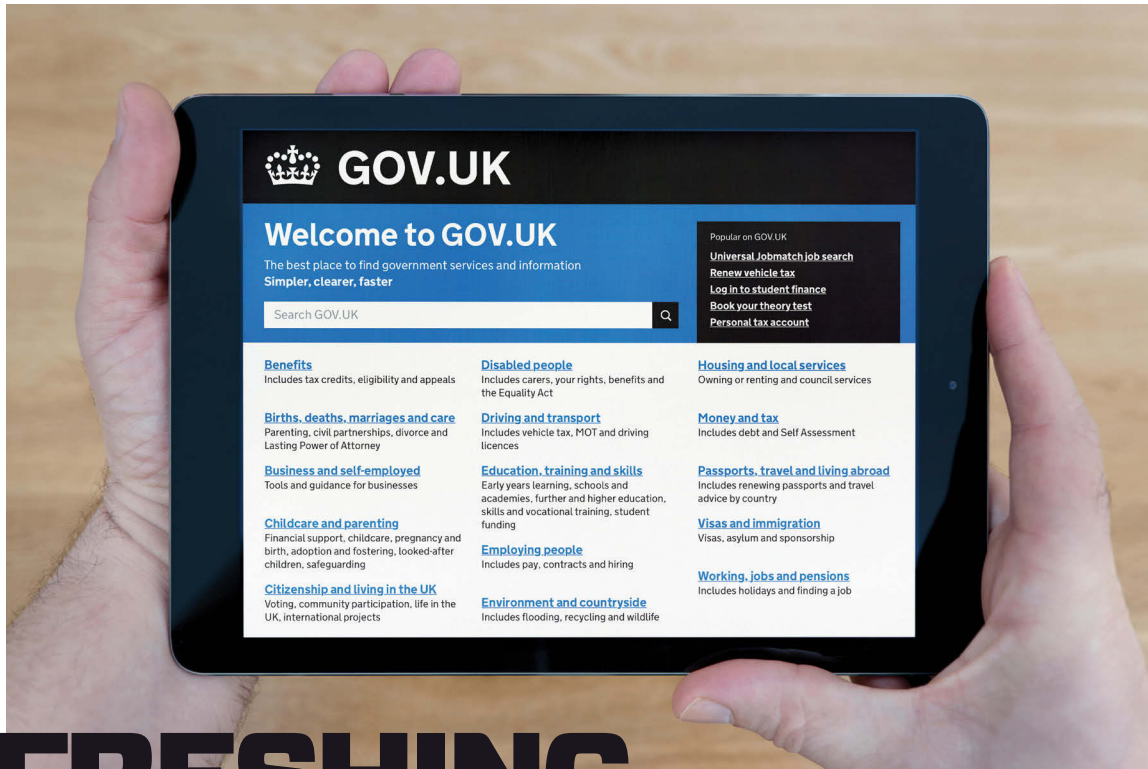 GOV.UK
Welcome to GOV.UK
The best place to find government services and information
Simpler, clearer, faster
Search GOV.UK
Popular on GOV.UK
Universal Jobmatch job search
Renew vehicle tax
Log in to student finance
Book your theory test
Personal tax account
Benefits
Includes tax credits, eligibility and appeals
Births, deaths, marriages and care
Parenting, civil partnerships, divorce and
Lasting Power of Attorney
Business and self-employed
Tools and guidance for businesses
Childcare and parenting
Financial support, childcare, pregnancy and
birth, adoption and fostering, looked-after
children, safeguarding
Citizenship and living in the UK
Voting, community participation, life in the
UK, international projects
Disabled people
Includes carers, your rights, benefits and
the Equality Act
Driving and transport
Includes vehicle tax, MOT and driving
licences
Education, training and skills
Early years learning, schools and
academies, further and higher education,
skills and vocational training, student
funding
Employing people
Includes pay, contracts and hiring
Environment and countryside
Includes flooding, recycling and wildlife
Housing and local services
Owning or renting and council services
Money and tax
Includes debt and Self Assessment
Passports, travel and living abroad
Includes renewing passports and travel
advice by country
Visas and immigration
Visas, asylum and sponsorship
Working, jobs and pensions
Includes holidays and finding a job